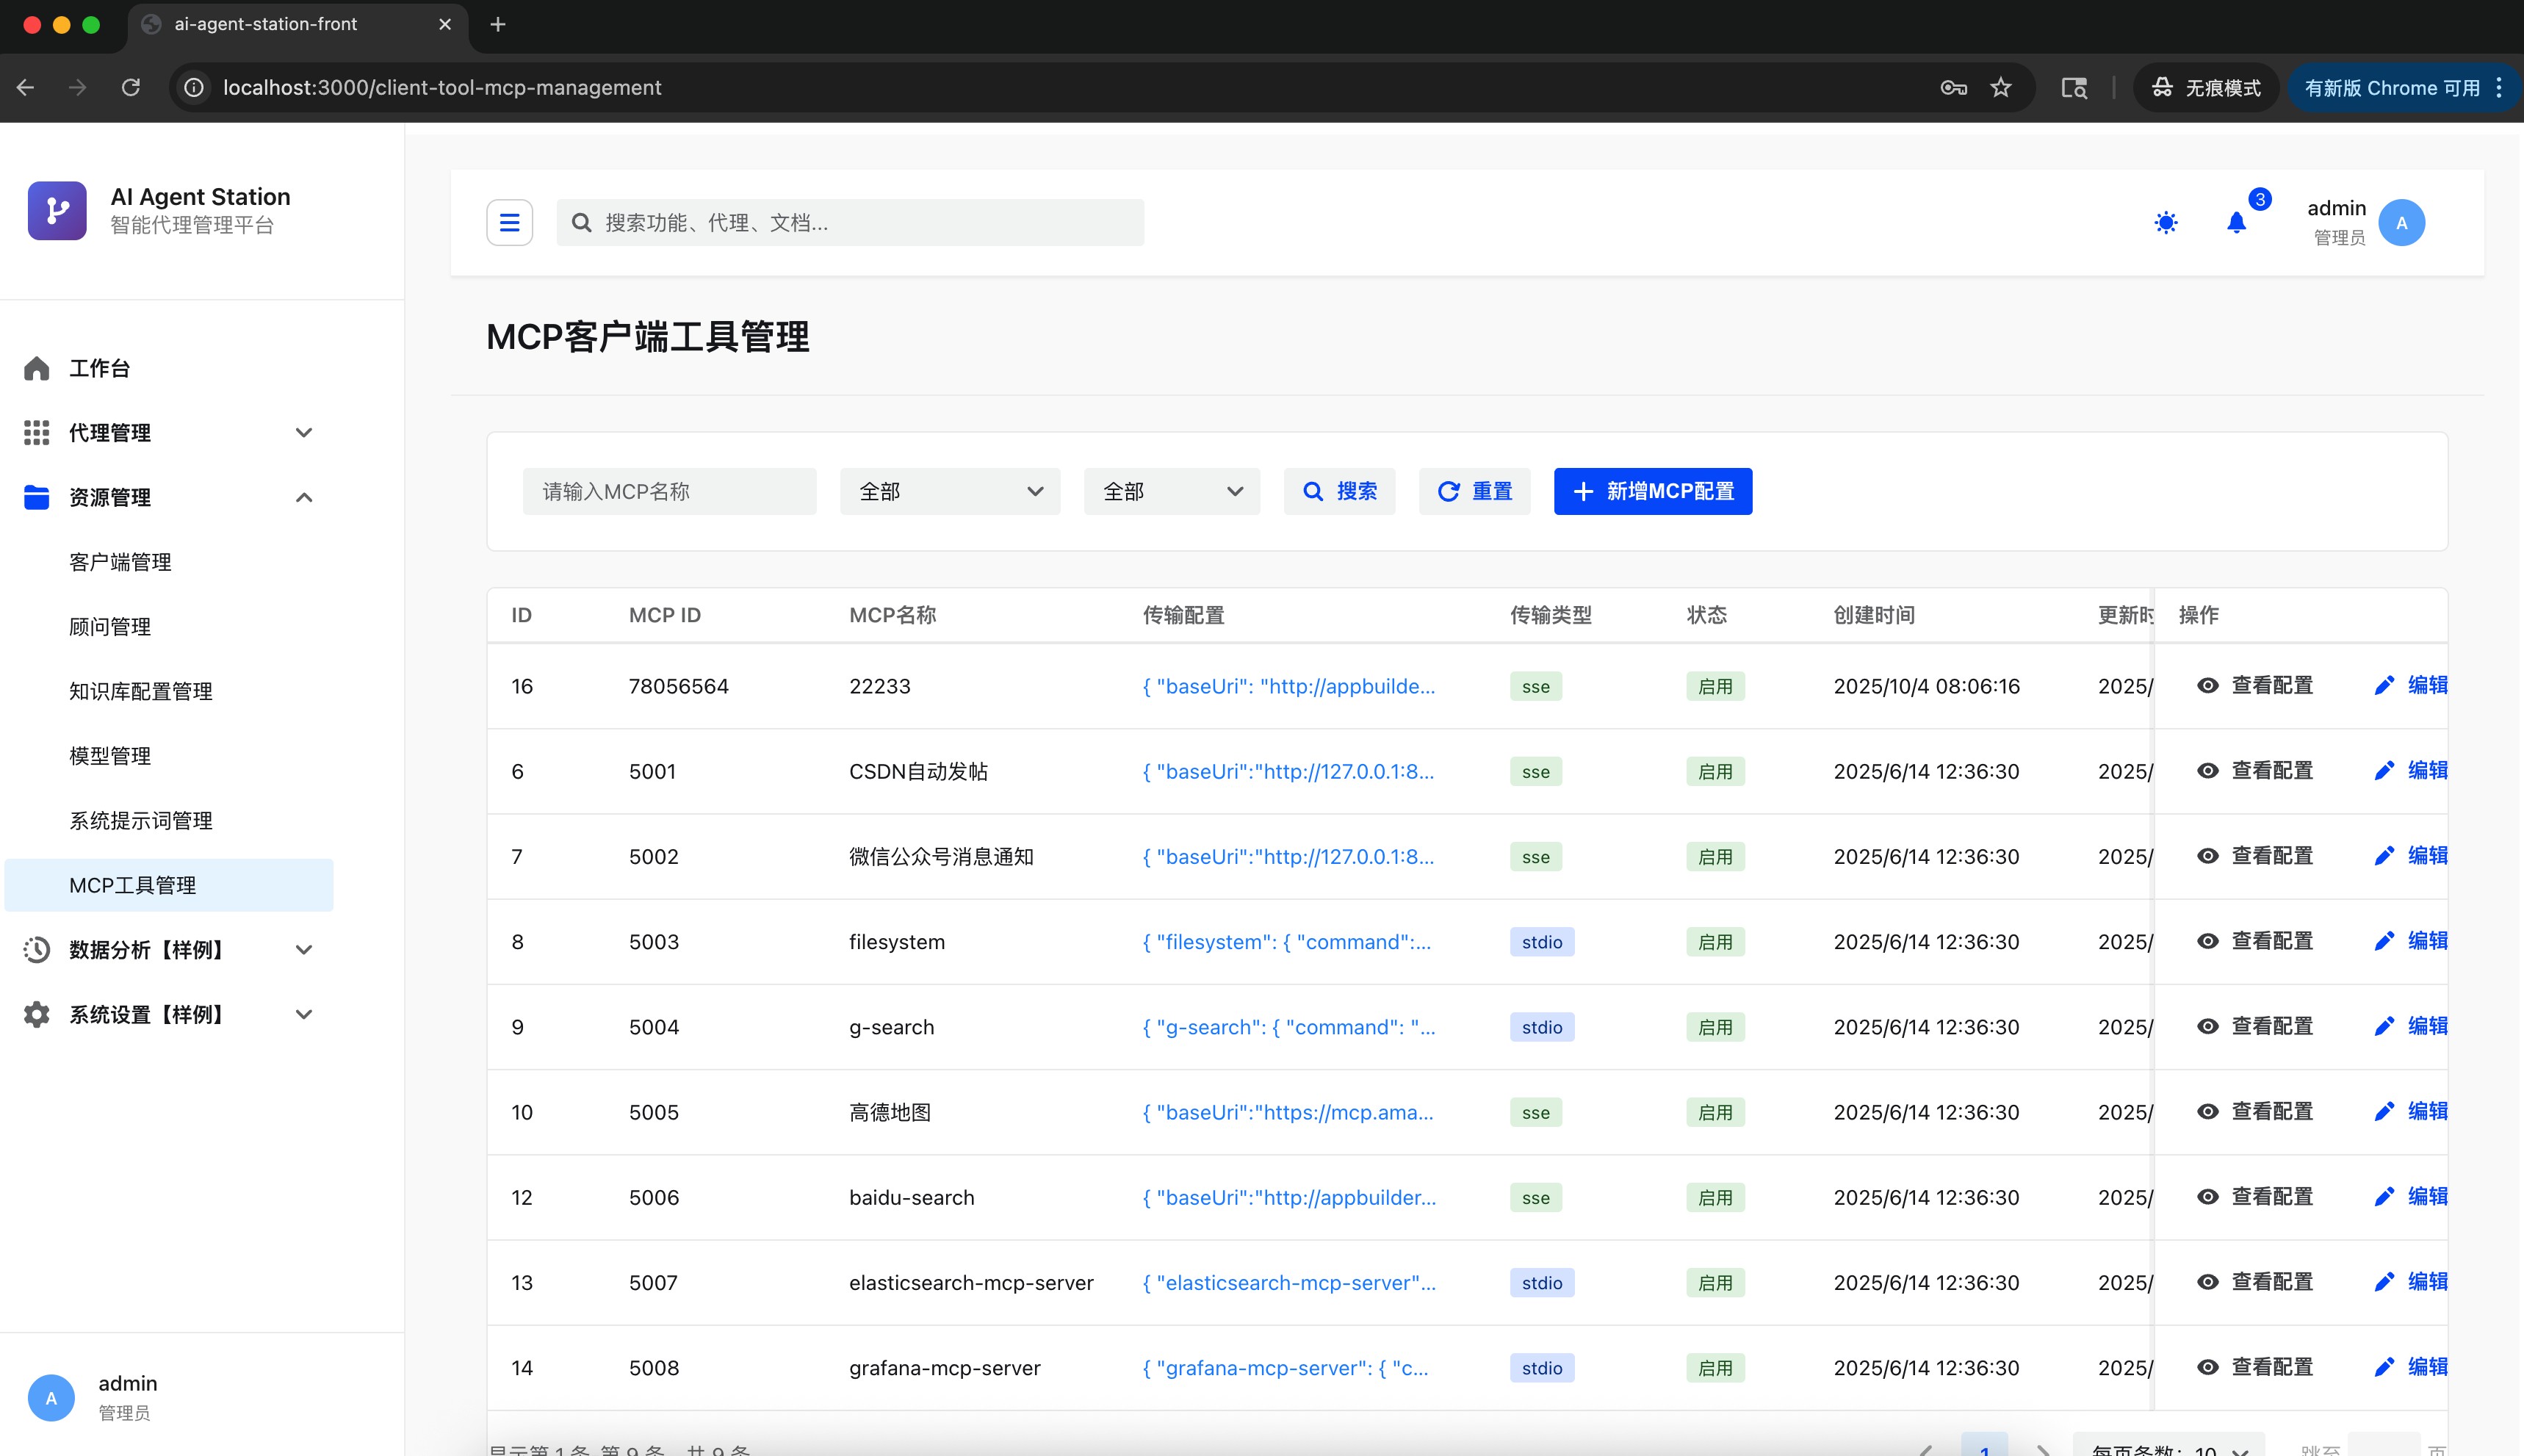 ai-agent-station-front
localhost:3000/client-tool-mcp-management
无痕模式
有新版 Chrome 可用
AI Agent Station
智能代理管理平台
工作台
代理管理
资源管理
客户端管理
顾问管理
知识库配置管理
模型管理
系统提示词管理
MCP工具管理
数据分析【样例】
系统设置【样例】
A admin
管理员
搜索功能、代理、文档...
3
admin
管理员
A
MCP客户端工具管理
请输入MCP名称 全部 全部 搜索 重置 新增MCP配置
ID MCP ID MCP名称 传输配置 传输类型 状态 创建时间 更新时 操作
16 78056564 22233 { "baseUri": "http://appbuilde... sse 启用 2025/10/4 08:06:16 2025/ 查看配置 编辑
6 5001 CSDN自动发帖 { "baseUri":"http://127.0.0.1:8... sse 启用 2025/6/14 12:36:30 2025/ 查看配置 编辑
7 5002 微信公众号消息通知 { "baseUri":"http://127.0.0.1:8... sse 启用 2025/6/14 12:36:30 2025/ 查看配置 编辑
8 5003 filesystem { "filesystem": { "command":... stdio 启用 2025/6/14 12:36:30 2025/ 查看配置 编辑
9 5004 g-search { "g-search": { "command": "... stdio 启用 2025/6/14 12:36:30 2025/ 查看配置 编辑
10 5005 高德地图 { "baseUri":"https://mcp.ama... sse 启用 2025/6/14 12:36:30 2025/ 查看配置 编辑
12 5006 baidu-search { "baseUri":"http://appbuilder... sse 启用 2025/6/14 12:36:30 2025/ 查看配置 编辑
13 5007 elasticsearch-mcp-server { "elasticsearch-mcp-server"... stdio 启用 2025/6/14 12:36:30 2025/ 查看配置 编辑
14 5008 grafana-mcp-server { "grafana-mcp-server": { "c... stdio 启用 2025/6/14 12:36:30 2025/ 查看配置 编辑
显示第 1 条-第 9 条，共 9 条 1 每页条数：10 跳至 页